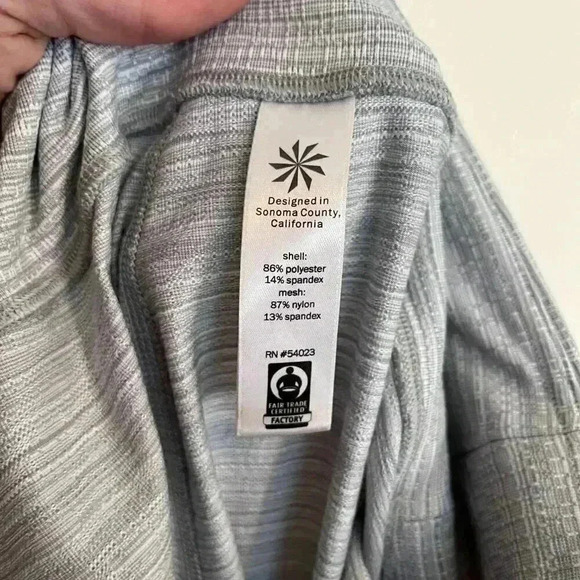 Designed in
Sonoma County,
California
shell:
86% polyester
14% spandex
mesh:
87% nylon
13% spandex
RN #54023
FAIR TRADE
CERTIFIED
FACTORY